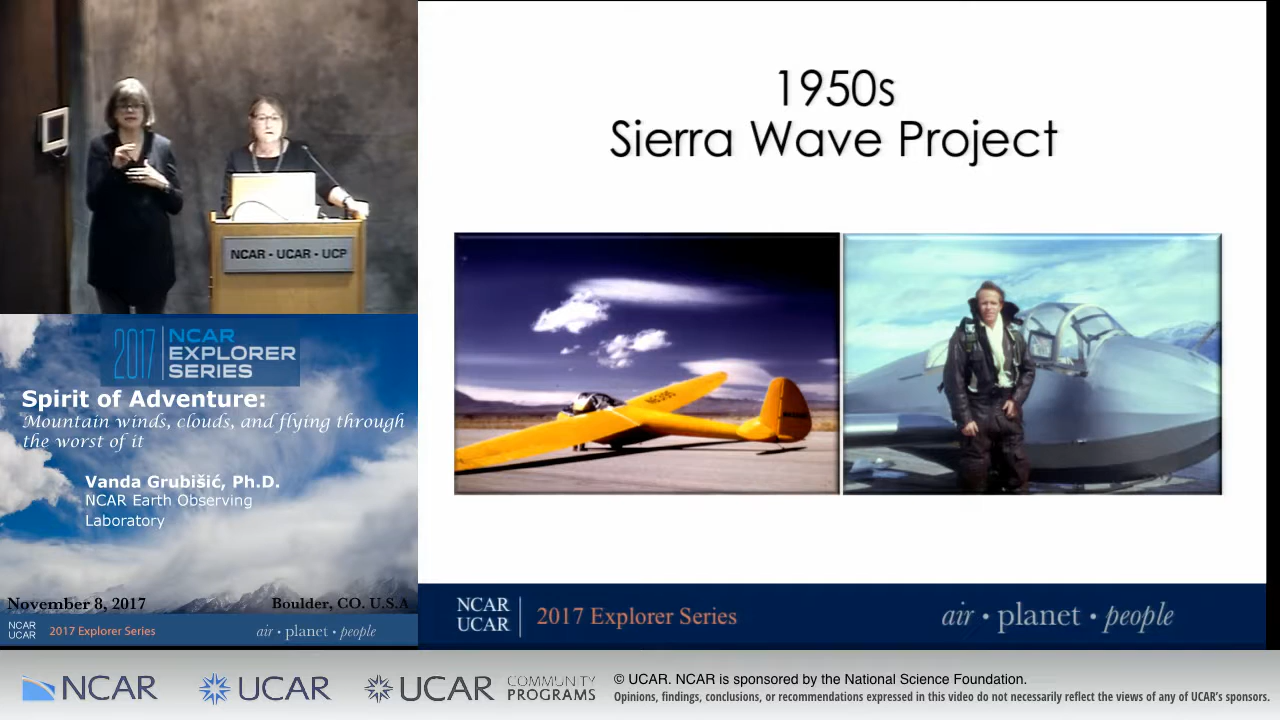 1950s
Sierra Wave Project
NCAR • UCAR • UCP
2017 NCAR
EXPLORER
SERIES
Spirit of Adventure:
Mountain winds, clouds, and flying through
the worst of it
Vanda Grubišić, Ph.D.
NCAR Earth Observing
Laboratory
November 8, 2017
Boulder, CO. U.S.A
NCAR
UCAR
2017 Explorer Series
air • planet • people
NCAR
UCAR
2017 Explorer Series
air • planet • people
NCAR
UCAR
UCAR
COMMUNITY
PROGRAMS
© UCAR. NCAR is sponsored by the National Science Foundation.
Opinions, findings, conclusions, or recommendations expressed in this video do not necessarily reflect the views of any of UCAR's sponsors.